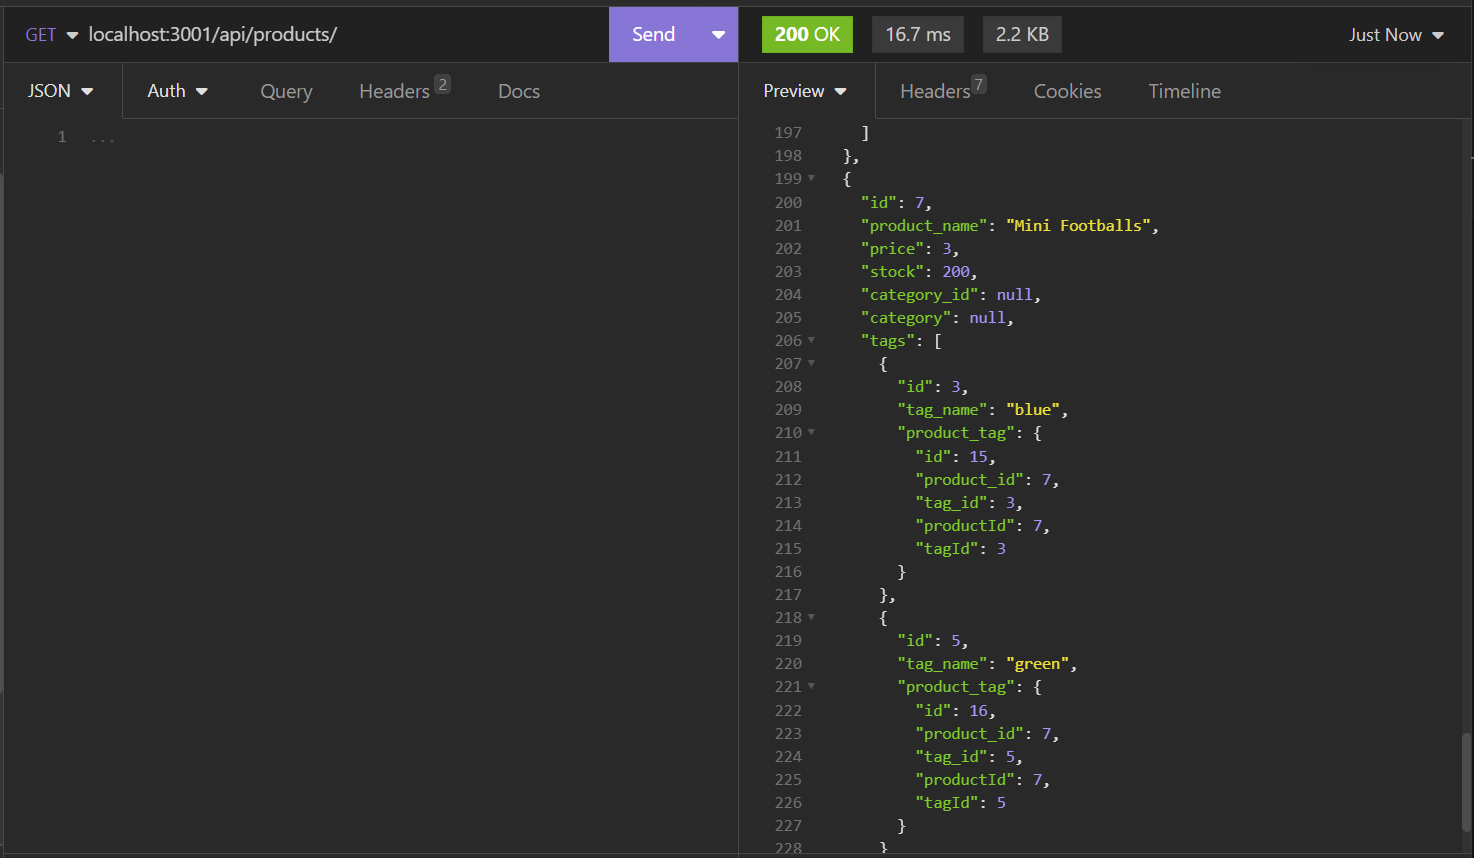 GET localhost:3001/api/products/ Send 200 OK 16.7 ms 2.2 KB Just Now
JSON Auth Query Headers 2 Docs Preview Headers 7 Cookies Timeline
1 ...
197 ]
198 },
199 {
200 "id": 7,
201 "product_name": "Mini Footballs",
202 "price": 3,
203 "stock": 200,
204 "category_id": null,
205 "category": null,
206 "tags": [
207 {
208 "id": 3,
209 "tag_name": "blue",
210 "product_tag": {
211 "id": 15,
212 "product_id": 7,
213 "tag_id": 3,
214 "productId": 7,
215 "tagId": 3
216 }
217 },
218 {
219 "id": 5,
220 "tag_name": "green",
221 "product_tag": {
222 "id": 16,
223 "product_id": 7,
224 "tag_id": 5,
225 "productId": 7,
226 "tagId": 5
227 }
228 }